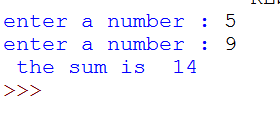 enter a number : 5
enter a number : 9
 the sum is  14
>>>